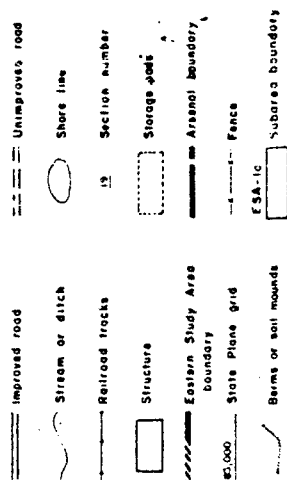 Improved road
Stream or ditch
Railroad tracks
Structure
Eastern Study Area
boundary
State Plane grid
Berms or soil mounds
Unimproved road
Shore line
19 Section number
Storage pads
Arsenal boundary
Fence
ESA-1c
Subarea boundary